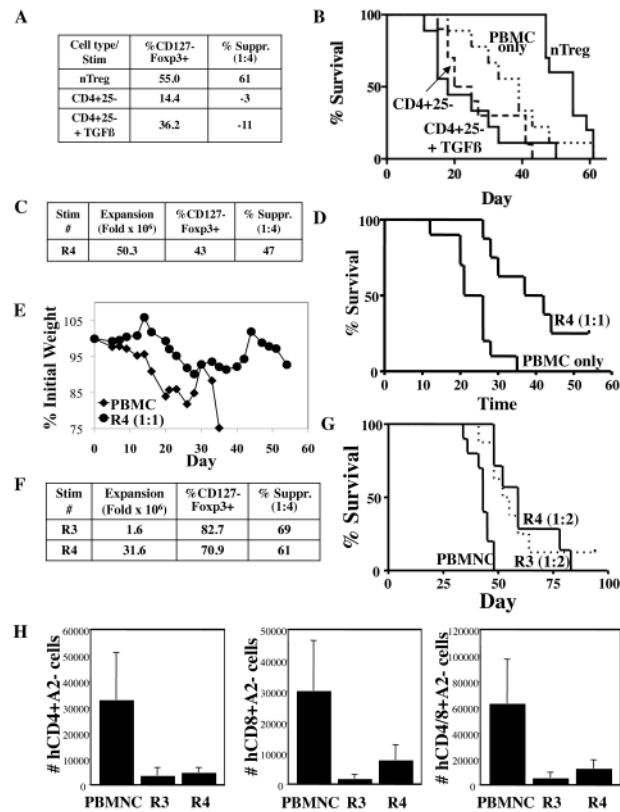 A
Cell type/ Stim %CD127- Foxp3+ % Suppr. (1:4)
nTreg 55.0 61
CD4+25- 14.4 -3
CD4+25- + TGFß 36.2 -11
B
% Survival
100
50
0
0 20 40 60
Day
PBMC only
nTreg
CD4+25-
CD4+25- + TGFß
C
Stim # Expansion (Fold x 10⁶) %CD127- Foxp3+ % Suppr. (1:4)
R4 50.3 43 47
D
% Survival
100
50
0
0 10 20 30 40 50 60
Time
R4 (1:1)
PBMC only
E
% Initial Weight
105
95
85
75
0 10 20 30 40 50 60
Day
PBMC
R4 (1:1)
F
Stim # Expansion (Fold x 10⁶) %CD127- Foxp3+ % Suppr. (1:4)
R3 1.6 82.7 69
R4 31.6 70.9 61
G
% Survival
100
50
0
0 25 50 75 100
Day
PBMNC
R4 (1:2)
R3 (1:2)
H
# hCD4+A2- cells
60000
50000
40000
30000
20000
10000
0
PBMNC R3 R4
# hCD8+A2- cells
50000
40000
30000
20000
10000
0
PBMNC R3 R4
# hCD4/8+A2- cells
120000
100000
80000
60000
40000
20000
0
PBMNC R3 R4